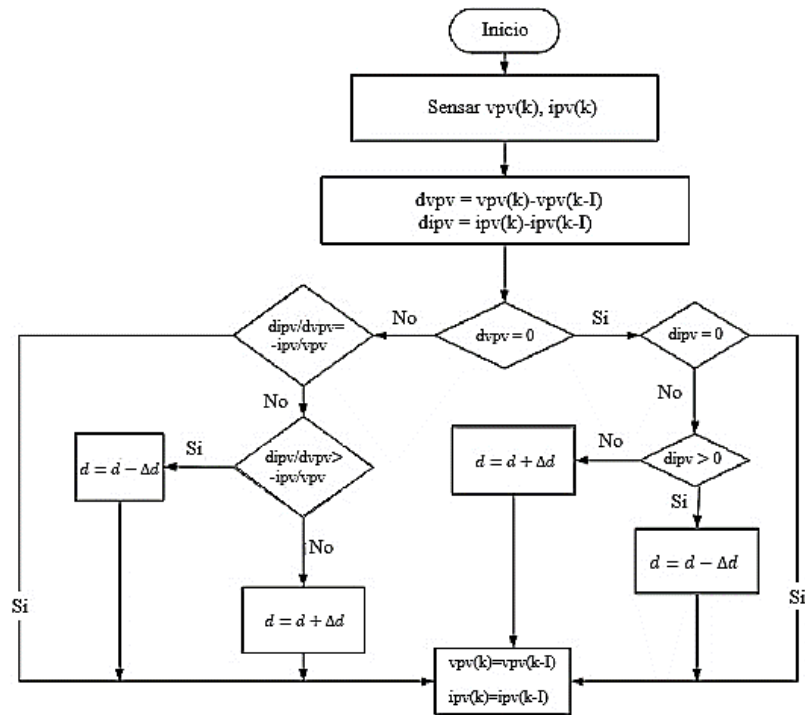 Inicio
Sensar vpv(k), ipv(k)
dvpv = vpv(k)-vpv(k-I)
dipv = ipv(k)-ipv(k-I)
dvpv = 0
No
Si
dipv/dvpv=
-ipv/vpv
dipv = 0
No
No
dipv/dvpv>
-ipv/vpv
Si
d = d − Δd
No
d = d + Δd
dipv > 0
No
d = d + Δd
Si
d = d − Δd
Si
Si
vpv(k)=vpv(k-I)
ipv(k)=ipv(k-I)